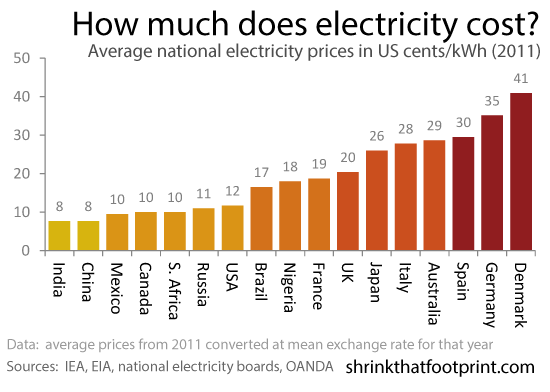 How much does electricity cost?
Average national electricity prices in US cents/kWh (2011)
50
40
30
20
10
0
8
8
10
10
10
11
12
17
18
19
20
26
28
29
30
35
41
India
China
Mexico
Canada
S. Africa
Russia
USA
Brazil
Nigeria
France
UK
Japan
Italy
Australia
Spain
Germany
Denmark
Data: average prices from 2011 converted at mean exchange rate for that year
Sources: IEA, EIA, national electricity boards, OANDA
shrinkthatfootprint.com